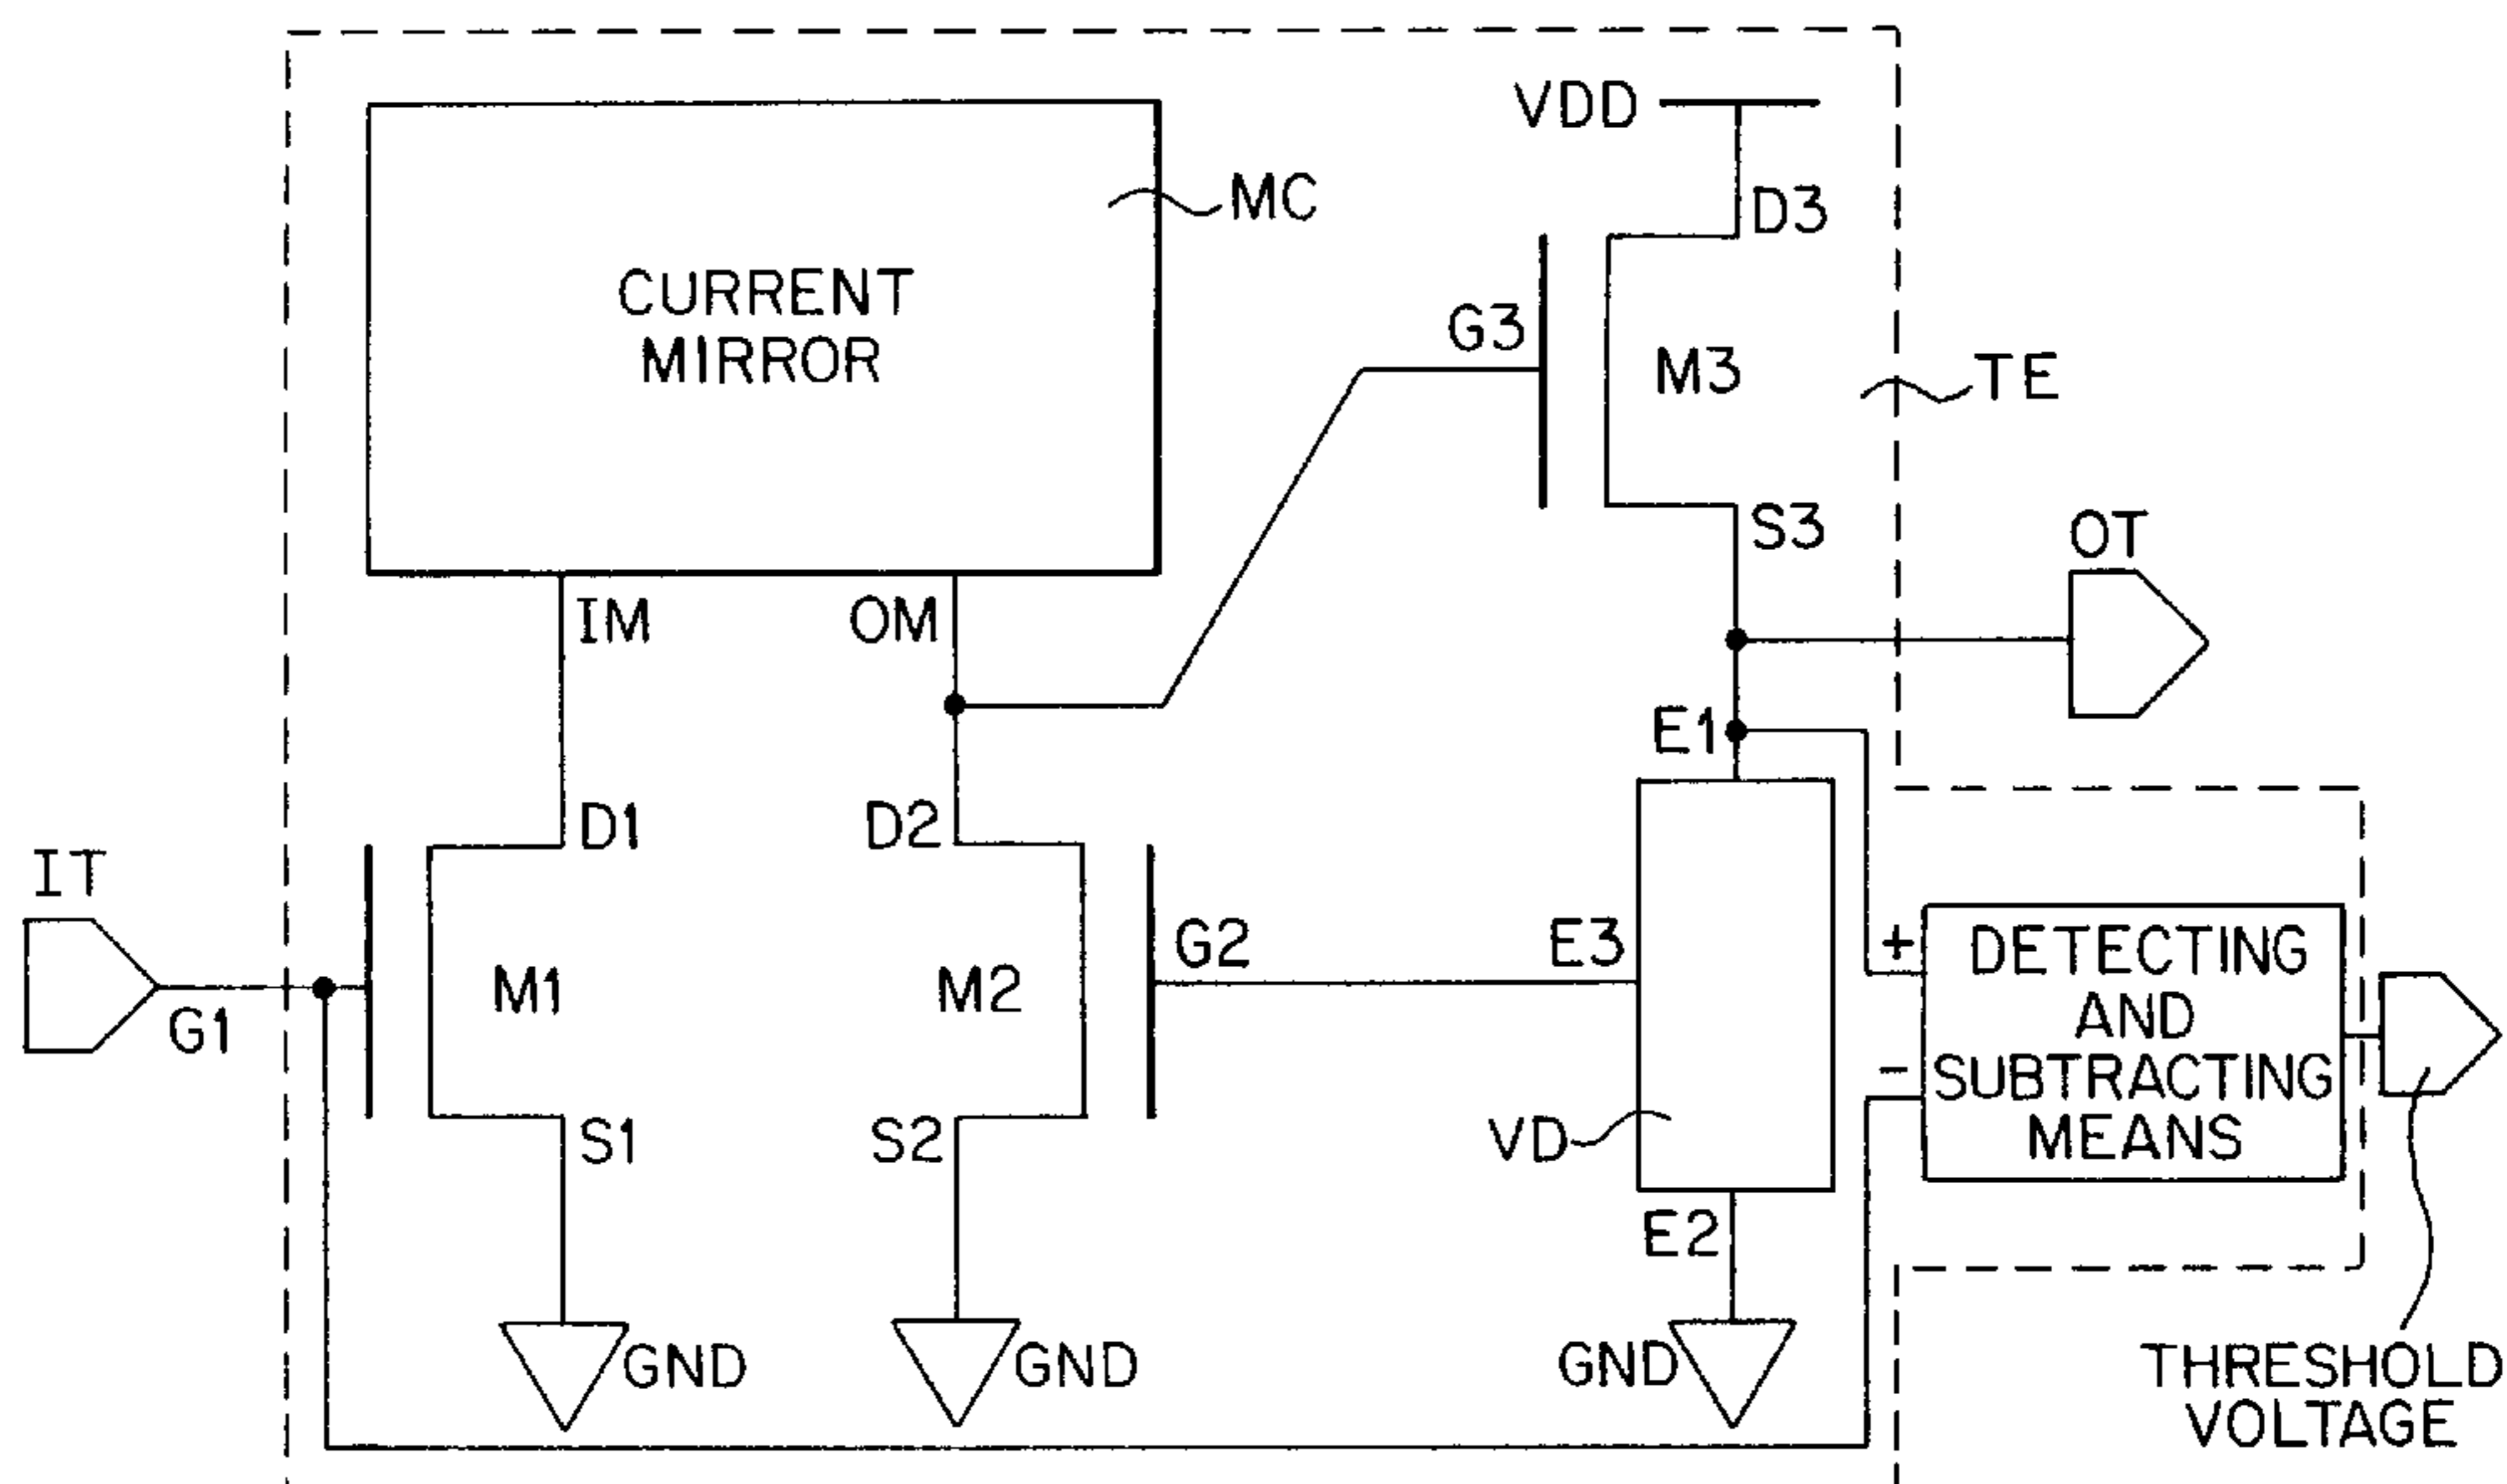 VDD
MC
D3
CURRENT
MIRROR
G3
M3
TE
S3
OT
IM
OM
E1
D1
D2
IT
G1
M1
M2
G2
E3
+
DETECTING
AND
-
SUBTRACTING
MEANS
S1
S2
VD
E2
GND
GND
GND
THRESHOLD
VOLTAGE